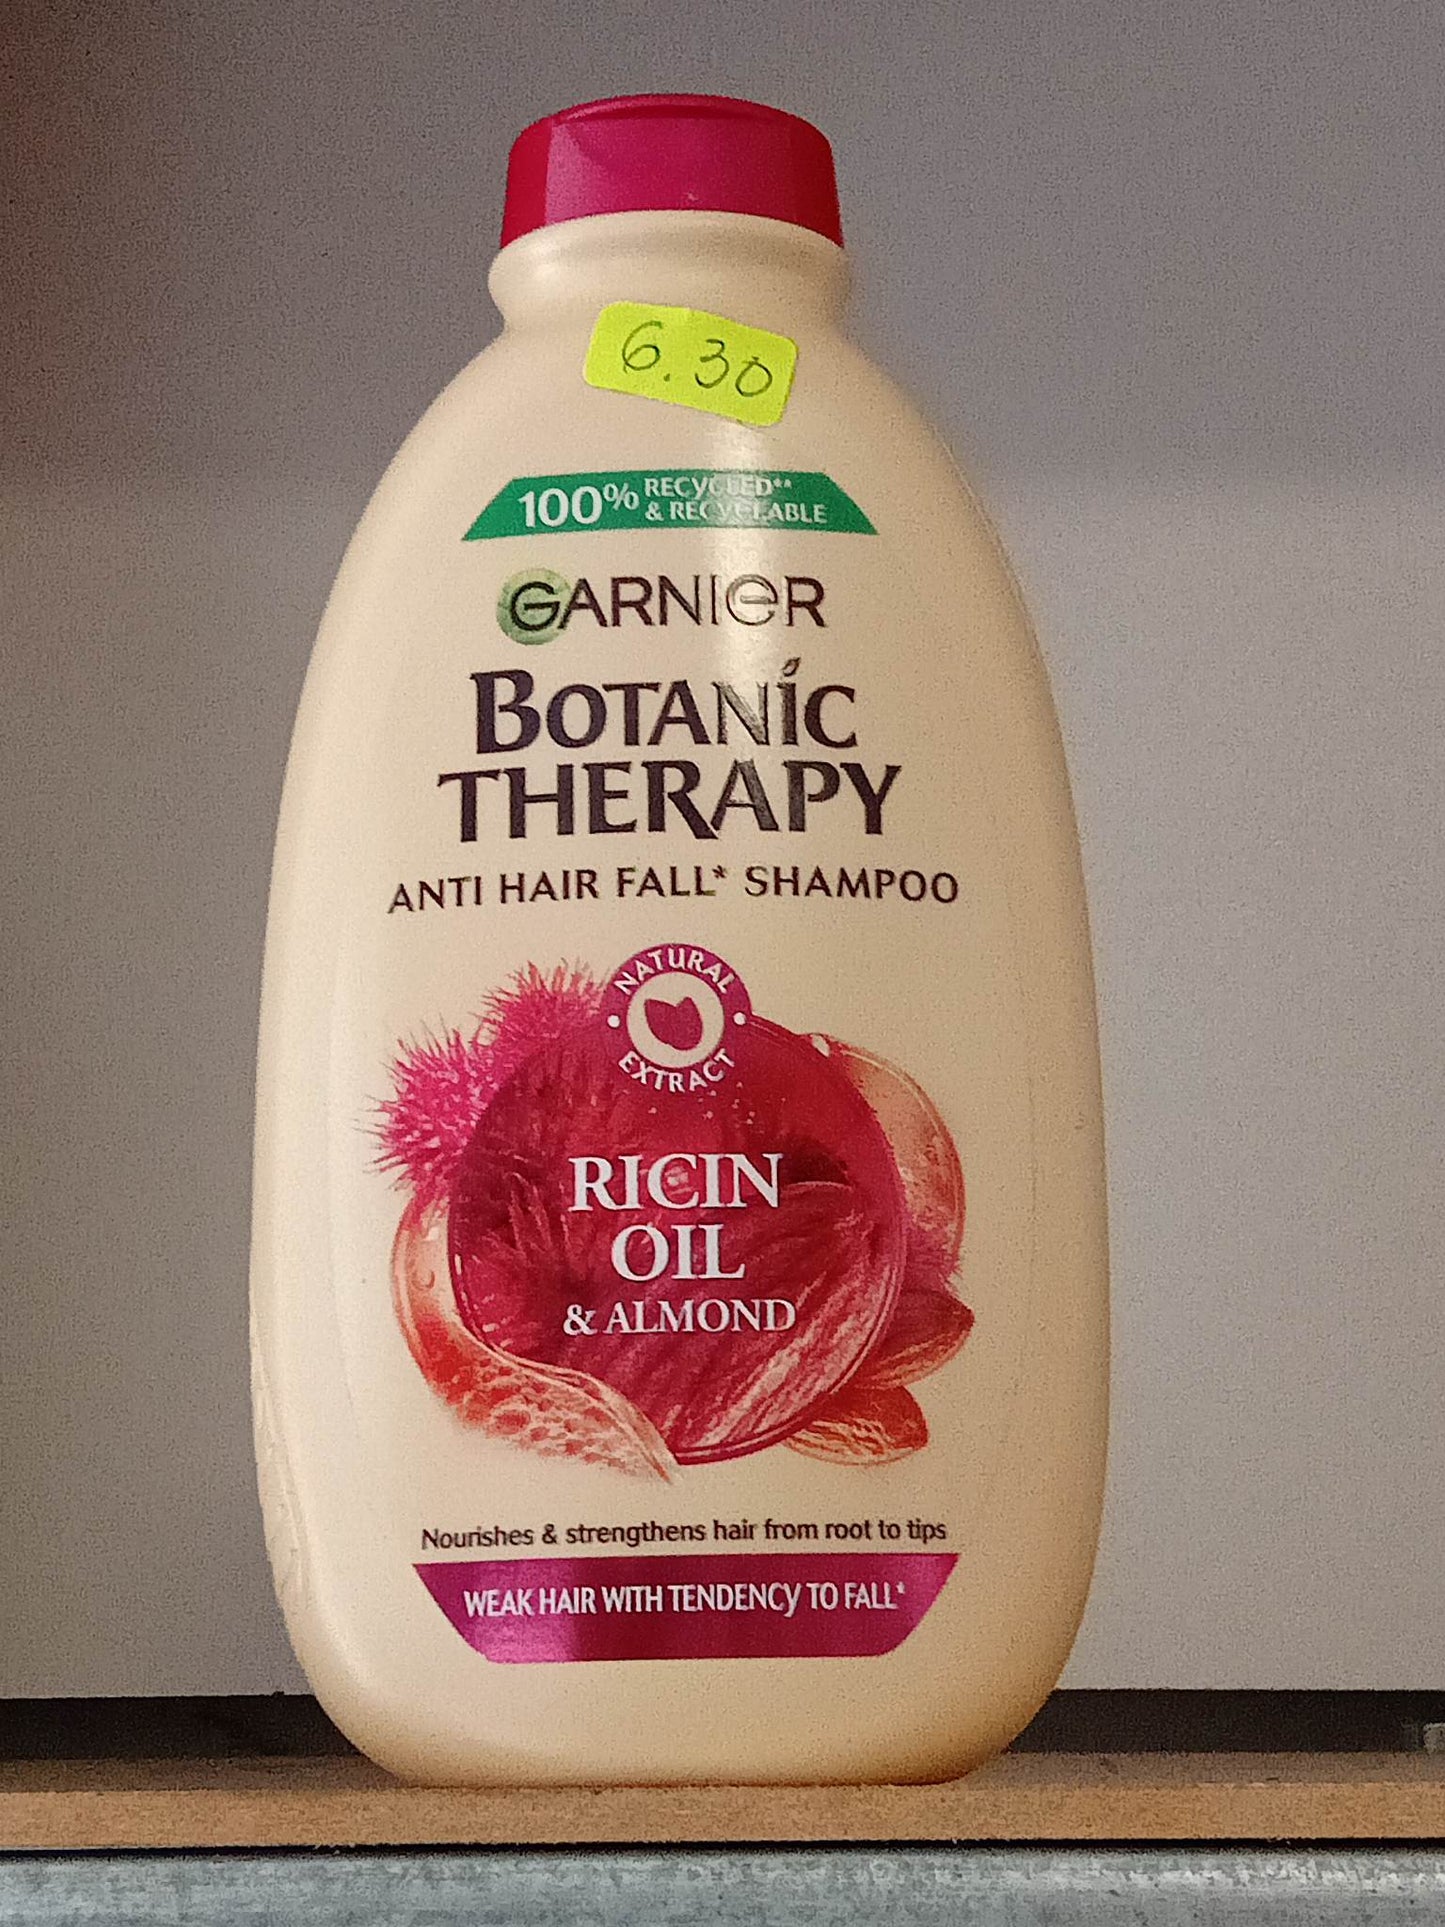 6.30
100% RECYCLED**
& RECYCLABLE
GARNIER
BOTANIC
THERAPY
ANTI HAIR FALL* SHAMPOO
NATURAL
EXTRACT
RICIN
OIL
& ALMOND
Nourishes & strengthens hair from root to tips
WEAK HAIR WITH TENDENCY TO FALL*